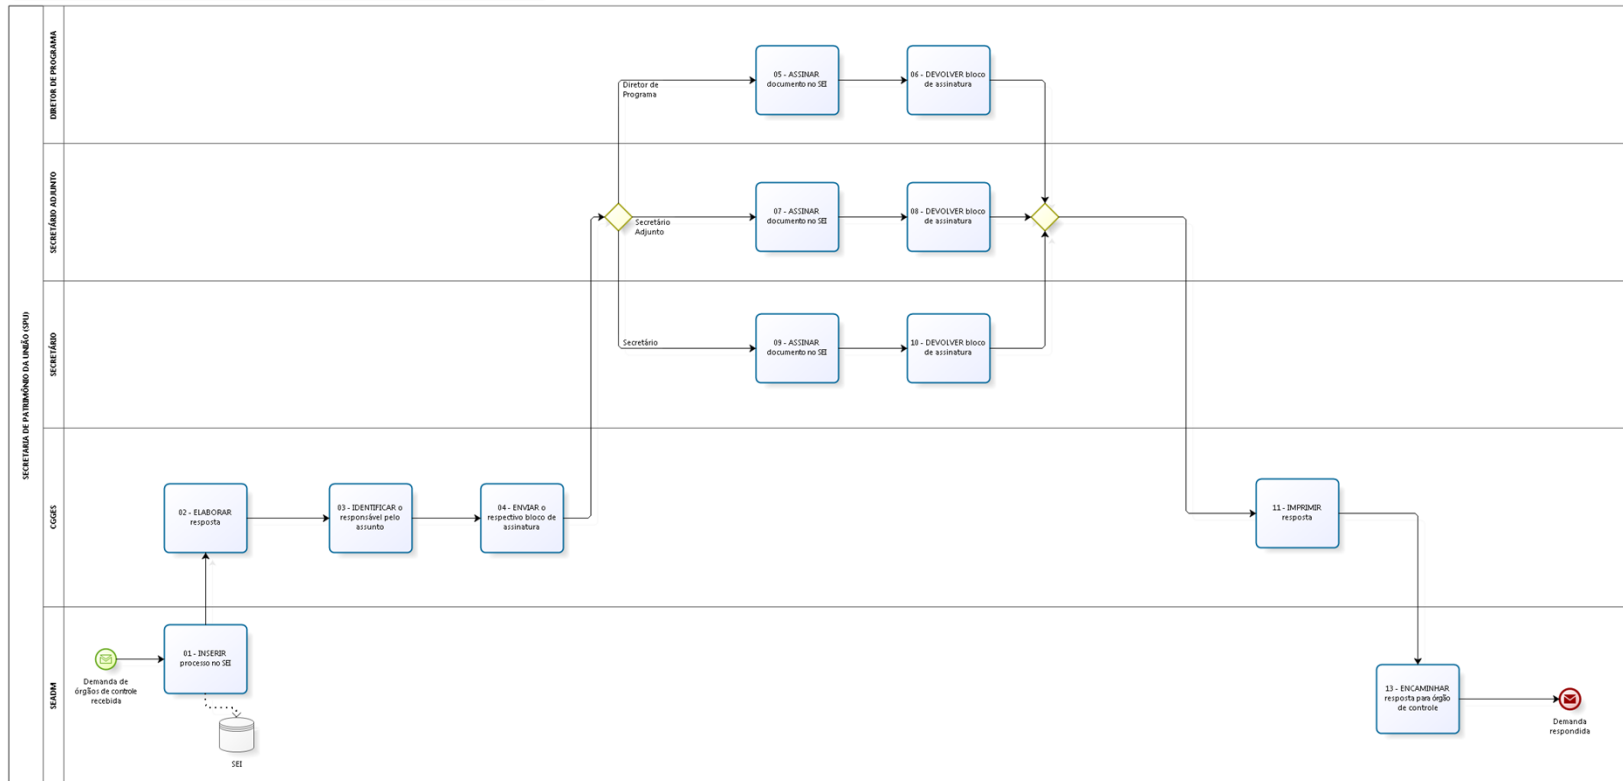 SECRETARIA DE PATRIMÔNIO DA UNIÃO (SPU)
DIRETOR DE PROGRAMA
Diretor de
Programa
05 - ASSINAR
documento no SEI
06 - DEVOLVER bloco
de assinatura
SECRETÁRIO ADJUNTO
Secretário
Adjunto
07 - ASSINAR
documento no SEI
08 - DEVOLVER bloco
de assinatura
SECRETÁRIO
Secretário
09 - ASSINAR
documento no SEI
10 - DEVOLVER bloco
de assinatura
CGGES
02 - ELABORAR
resposta
03 - IDENTIFICAR o
responsável pelo
assunto
04 - ENVIAR o
respectivo bloco de
assinatura
11 - IMPRIMIR
resposta
SEADM
Demanda de
órgãos de controle
recebida
01 - INSERIR
processo no SEI
SEI
13 - ENCAMINHAR
resposta para órgão
de controle
Demanda
respondida